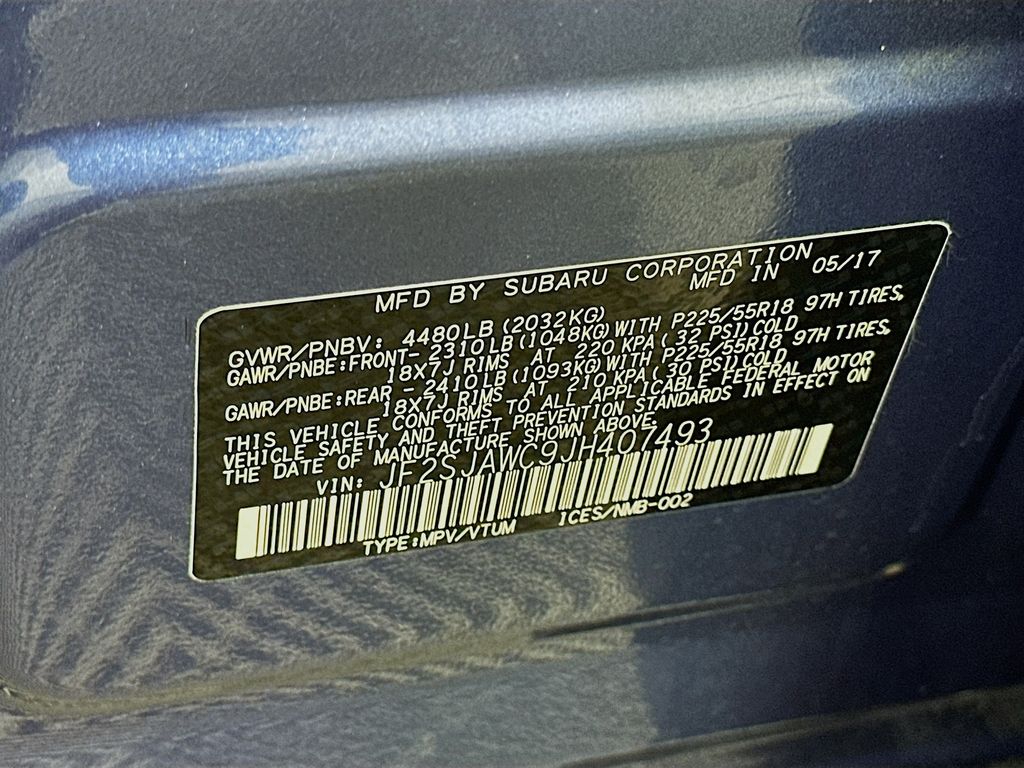 MFD BY SUBARU CORPORATION
MFD IN 05/17
GVWR/PNBV: 4480LB(2032KG)
GAWR/PNBE:FRONT- 2310LB(1048KG)WITH P225/55R18 97H TIRES,
18X7J RIMS AT 220 KPA(32 PSI)COLD
GAWR/PNBE:REAR - 2410LB(1093KG)WITH P225/55R18 97H TIRES,
18X7J RIMS AT 210 KPA(30 PSI)COLD
THIS VEHICLE CONFORMS TO ALL APPLICABLE FEDERAL MOTOR
VEHICLE SAFETY AND THEFT PREVENTION STANDARDS IN EFFECT ON
THE DATE OF MANUFACTURE SHOWN ABOVE.
VIN: JF2SJAWC9JH407493
TYPE:MPV/VTUM ICES/NMB-002